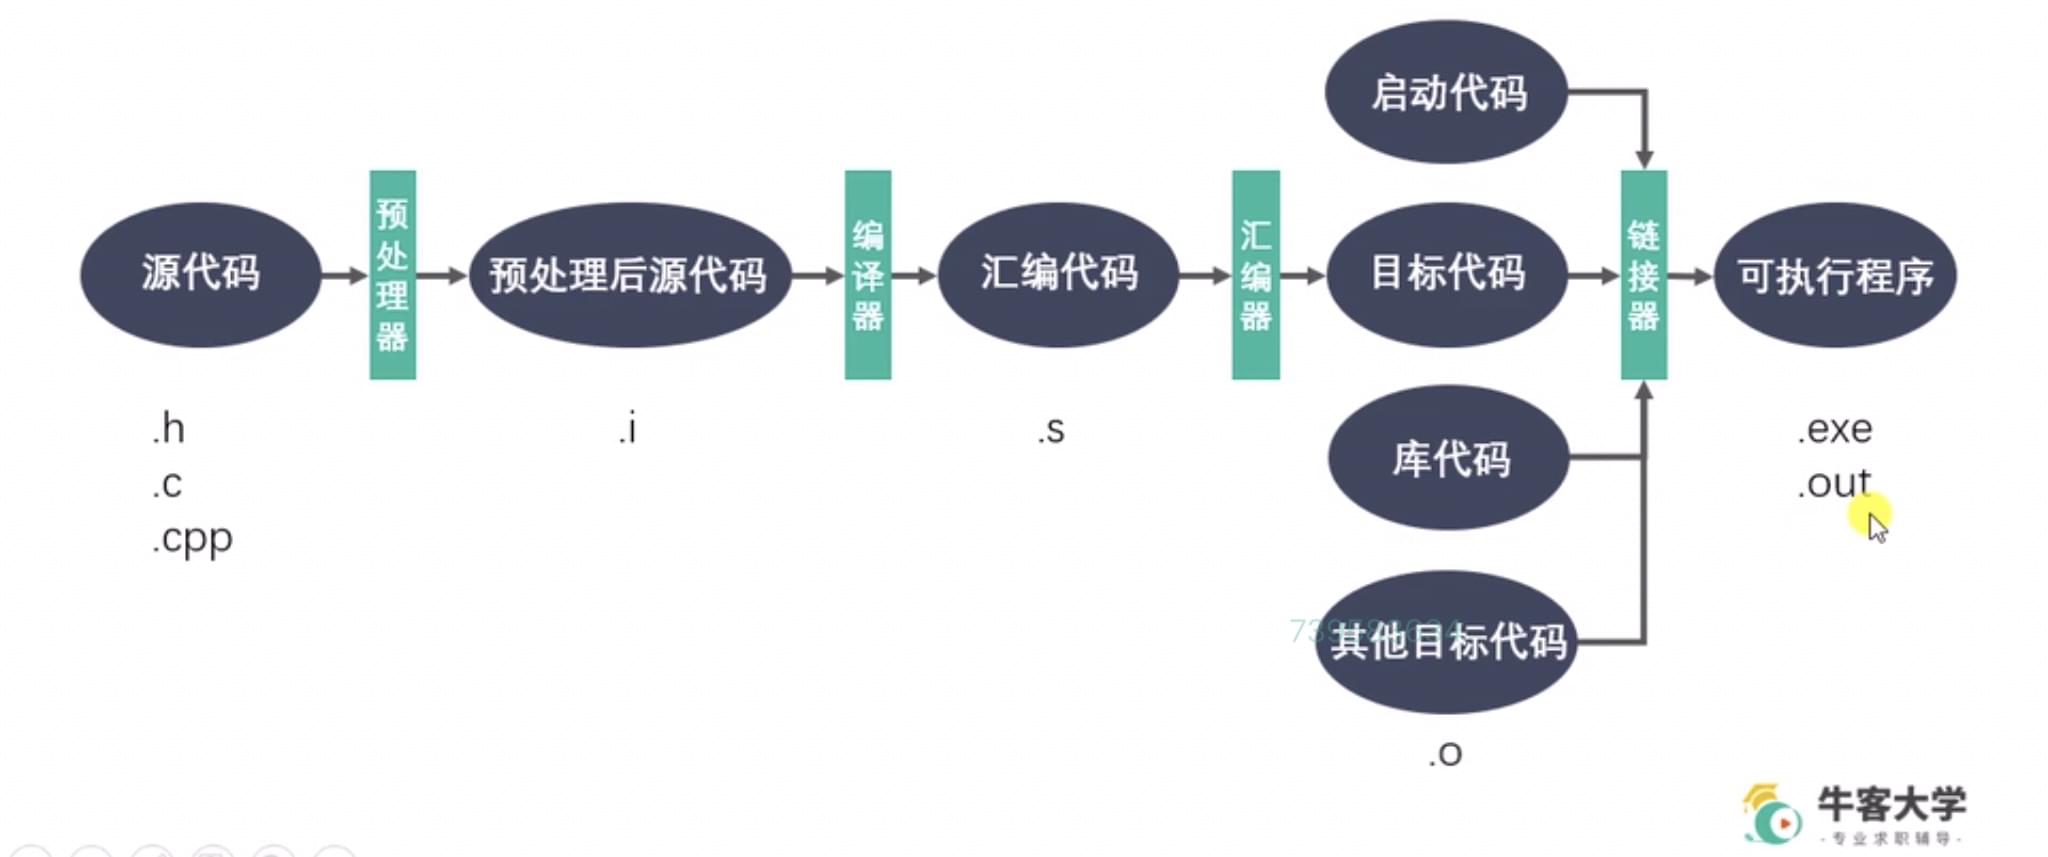 启动代码
源代码
预处理器
预处理后源代码
编译器
汇编代码
汇编器
目标代码
链接器
可执行程序
.h
.c
.cpp
.i
.s
.exe
.out
库代码
其他目标代码
.o
牛客大学
-专业求职辅导-